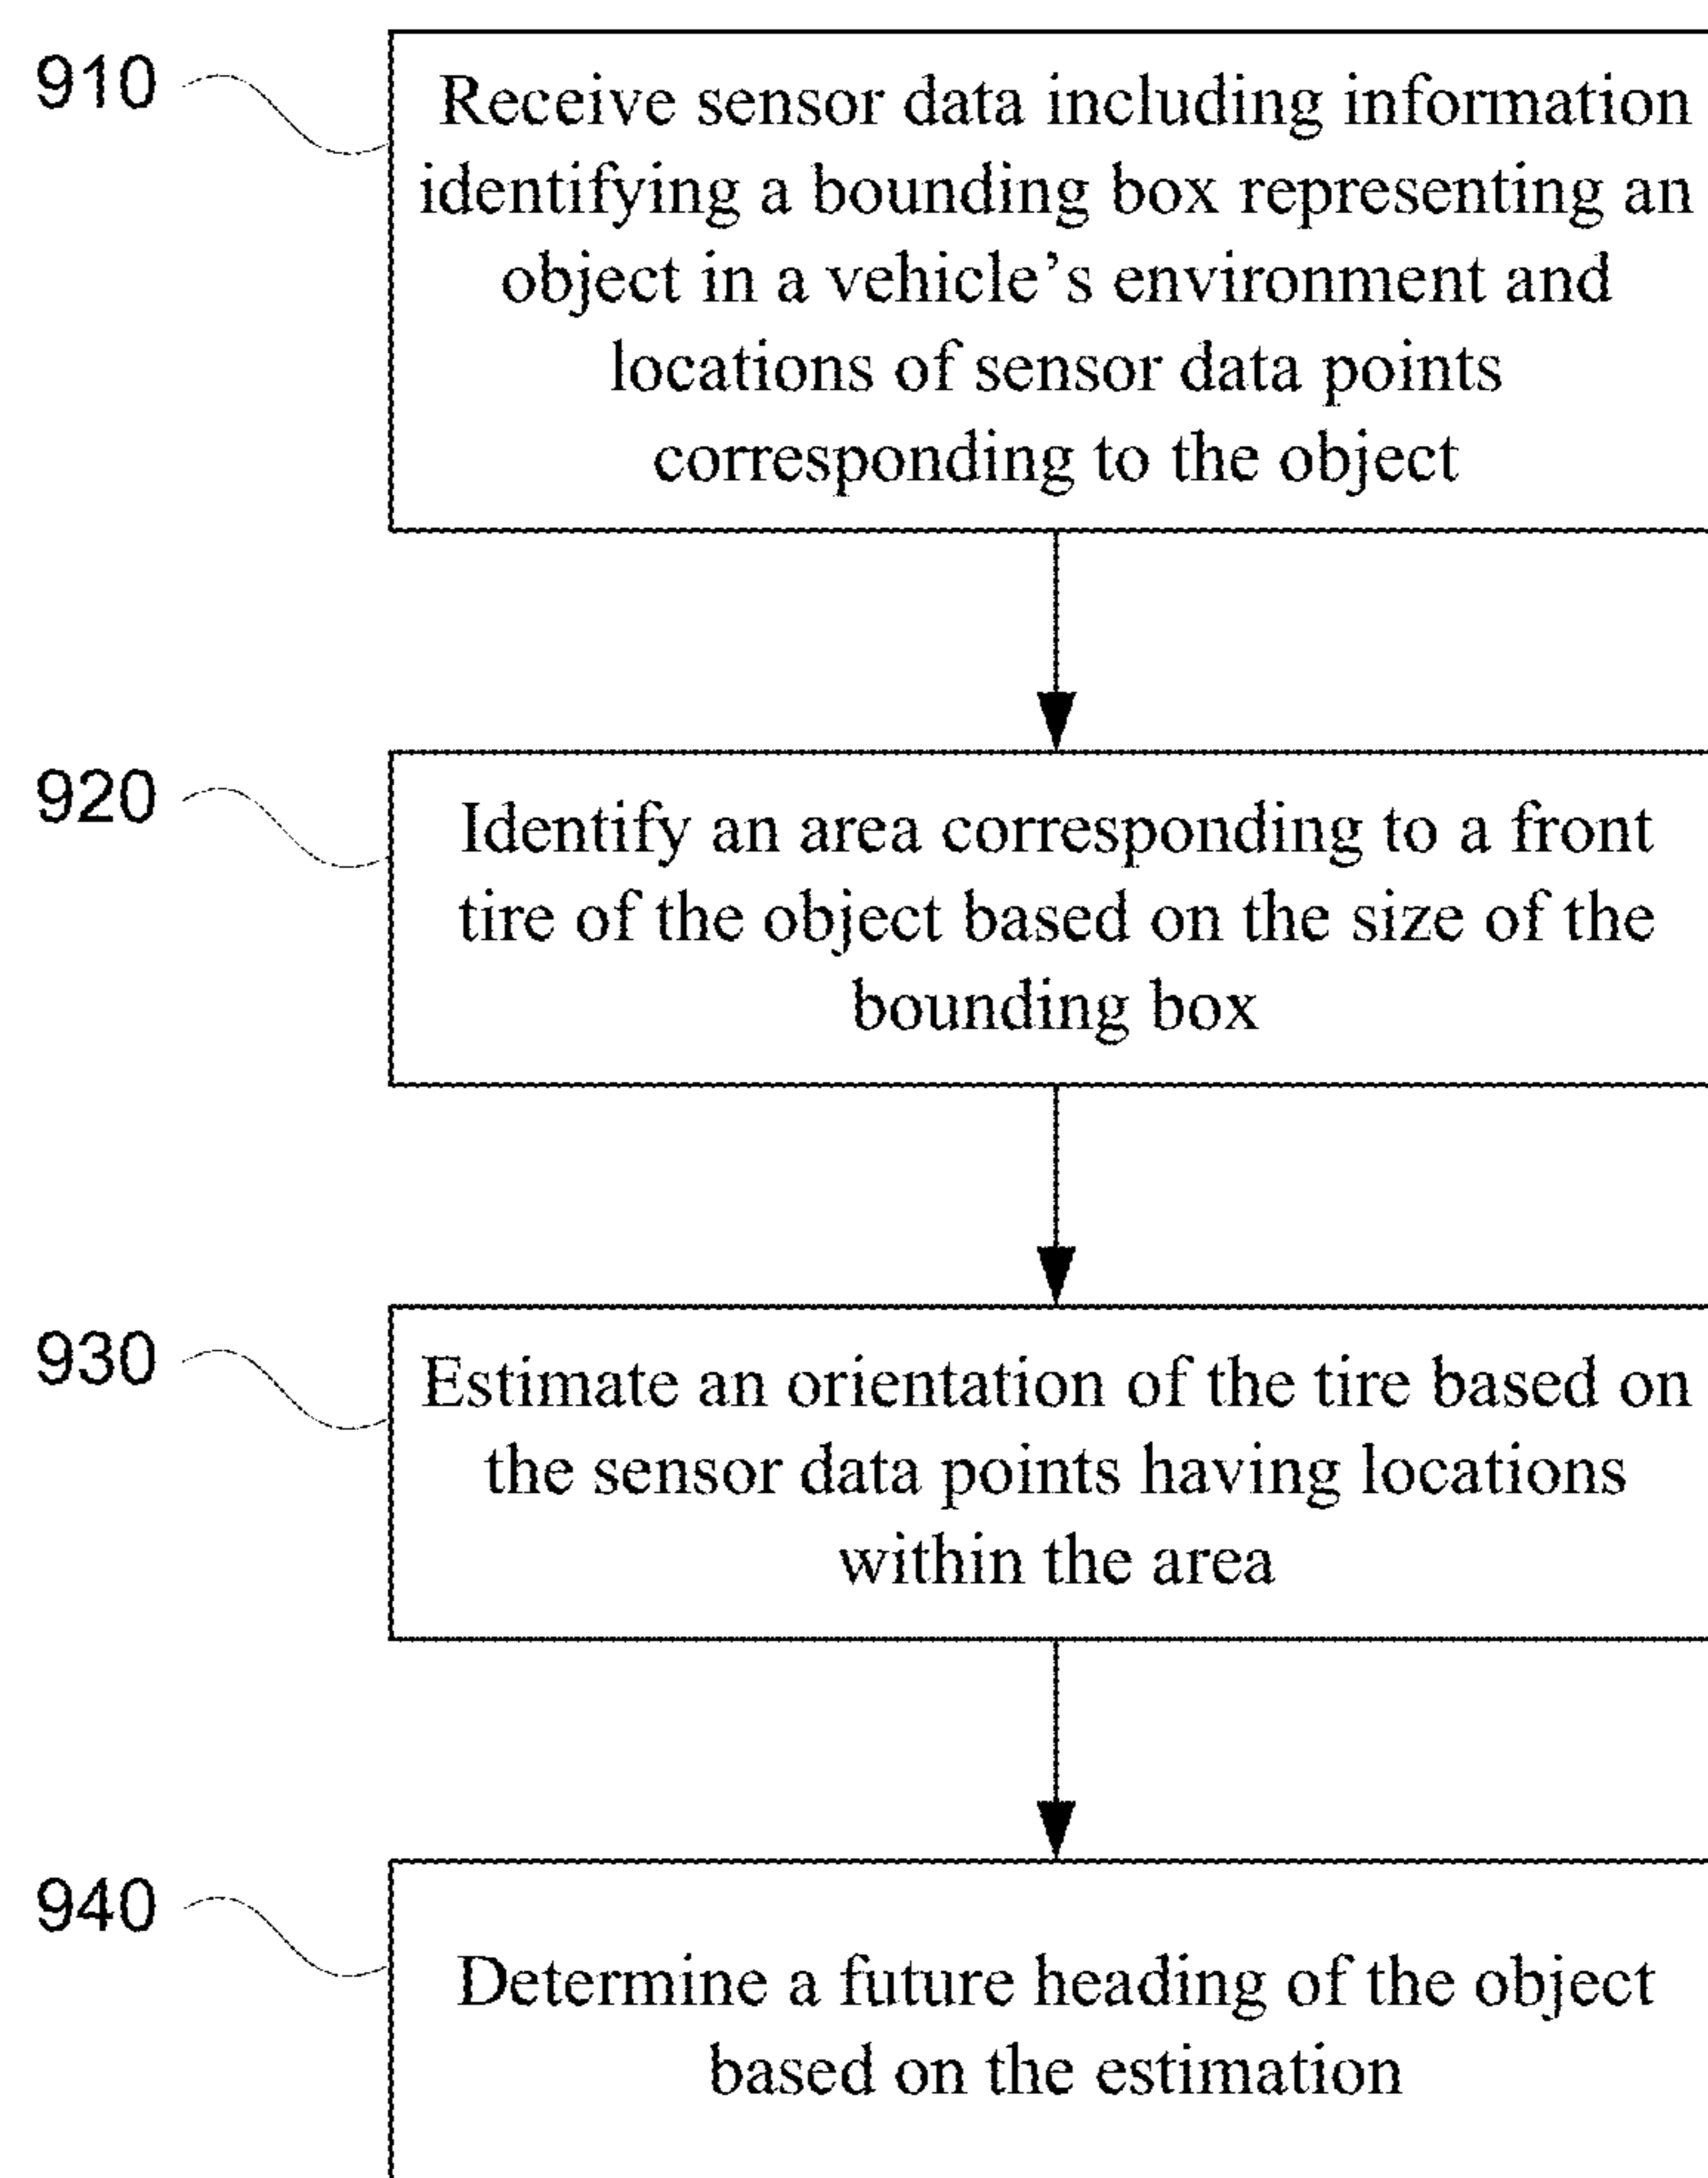 910
Receive sensor data including information
identifying a bounding box representing an
object in a vehicle’s environment and
locations of sensor data points
corresponding to the object
920
Identify an area corresponding to a front
tire of the object based on the size of the
bounding box
930
Estimate an orientation of the tire based on
the sensor data points having locations
within the area
940
Determine a future heading of the object
based on the estimation